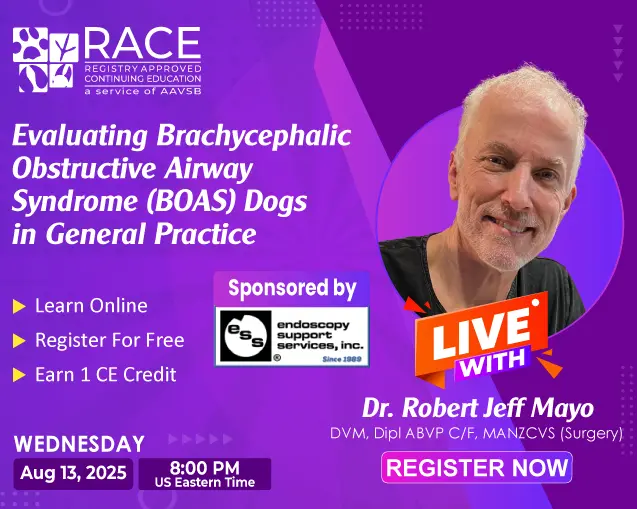 RACE
REGISTRY APPROVED
CONTINUING EDUCATION
a service of AAVSB
Evaluating Brachycephalic
Obstructive Airway
Syndrome (BOAS) Dogs
in General Practice
Learn Online
Register For Free
Earn 1 CE Credit
Sponsored by
ess
®
endoscopy
support
services, inc.
Since 1989
LIVE
WITH
Dr. Robert Jeff Mayo
DVM, Dipl ABVP C/F, MANZCVS (Surgery)
WEDNESDAY
Aug 13, 2025
8:00 PM
US Eastern Time
REGISTER NOW